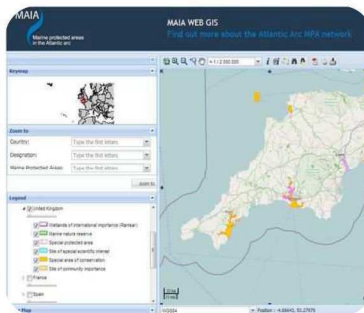 MAIA
Marine protected areas
in the Atlantic arc
MAIA WEB GIS
Find out more about the Atlantic Arc MPA network
Keymap
Zoom to
Country:
Type the first letters
Designation:
Type the first letters
Marine Protected Areas:
Type the first letters
zoom to
Legend
United Kingdom
Wetlands of international importance (Ramsar)
Marine nature reserve
Special protected area
Site of special scientific interest
Special area of conservation
Site of community importance
France
Spain
Map
WGS84
Position :